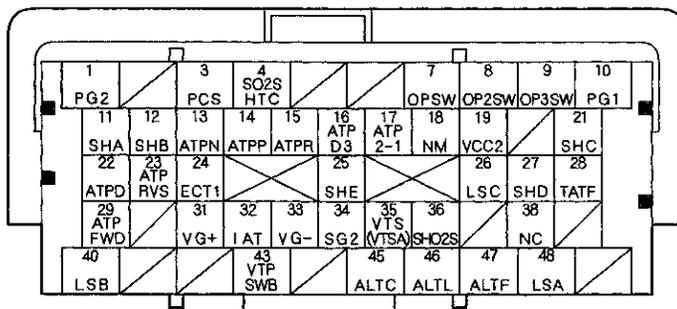 1 3 4 7 8 9 10
SO2S
PG2 PCS HTC OPSW OP2SW OP3SW PG1
11 12 13 14 15 16 17 18 19 21
ATP ATP
SHA SHB ATPN ATPP ATPR D3 2-1 NM VCC2 SHC
22 23 24 25 26 27 28
ATP
ATPD RVS ECT1 SHE LSC SHD TATF
29 31 32 33 34 35 36 38
ATP VTS
FWD VG+ IAT VG- SG2 (VTSA) SHO2S NC
40 43 45 46 47 48
VTP
LSB SWB ALTC ALTL ALTF LSA